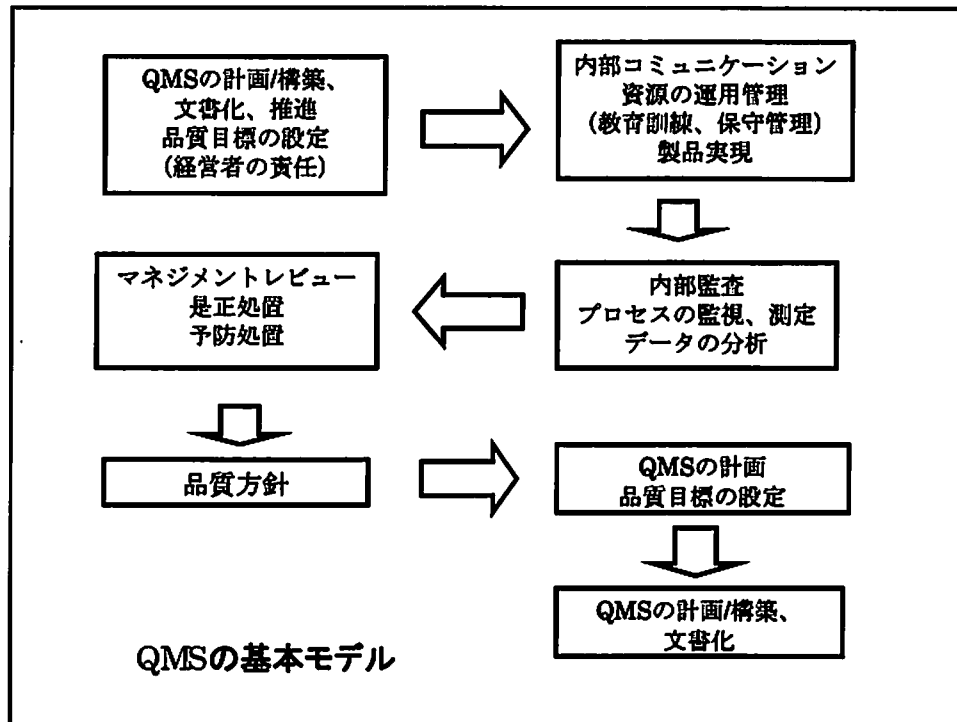 QMSの計画/構築、
文書化、推進
品質目標の設定
(経営者の責任)
内部コミュニケーション
資源の運用管理
(教育訓練、保守管理)
製品実現
内部監査
プロセスの監視、測定
データの分析
マネジメントレビュー
是正処置
予防処置
品質方針
QMSの計画
品質目標の設定
QMSの計画/構築、
文書化
QMSの基本モデル